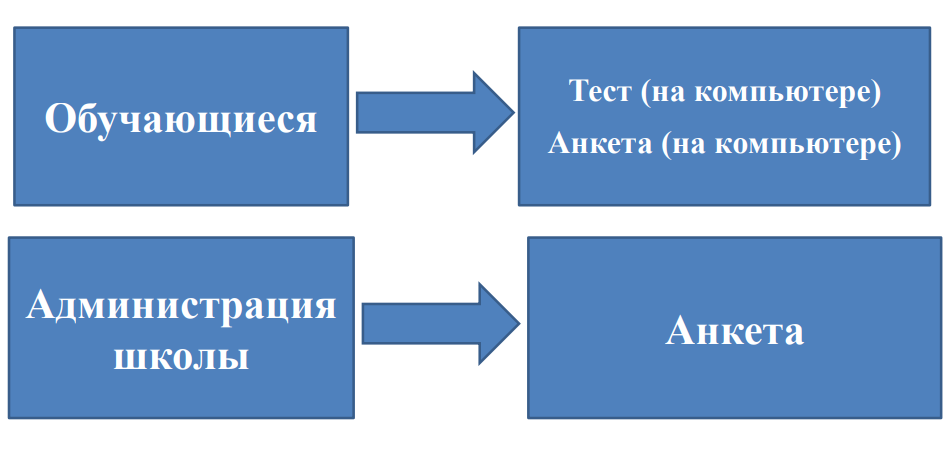 Обучающиеся
Тест (на компьютере)
Анкета (на компьютере)
Администрация
школы
Анкета